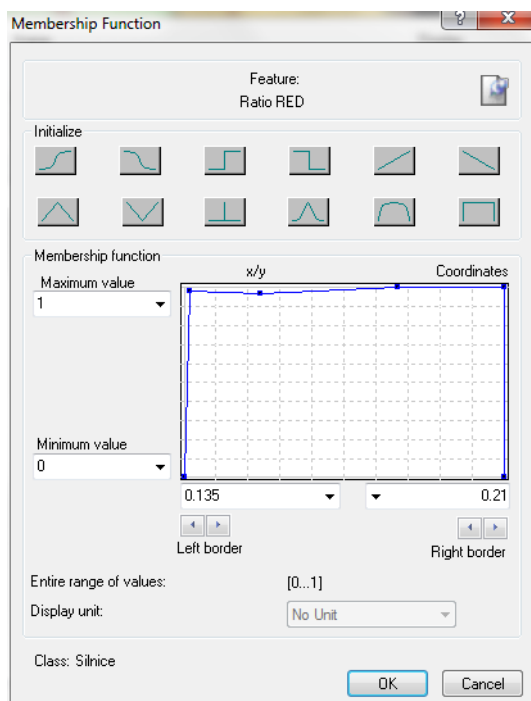 Membership Function
?
X
Feature:
Ratio RED
Initialize
Membership function
x/y
Coordinates
Maximum value
1
Minimum value
0
0.135
0.21
Left border
Right border
Entire range of values:
[0...1]
Display unit:
No Unit
Class: Silnice
OK
Cancel